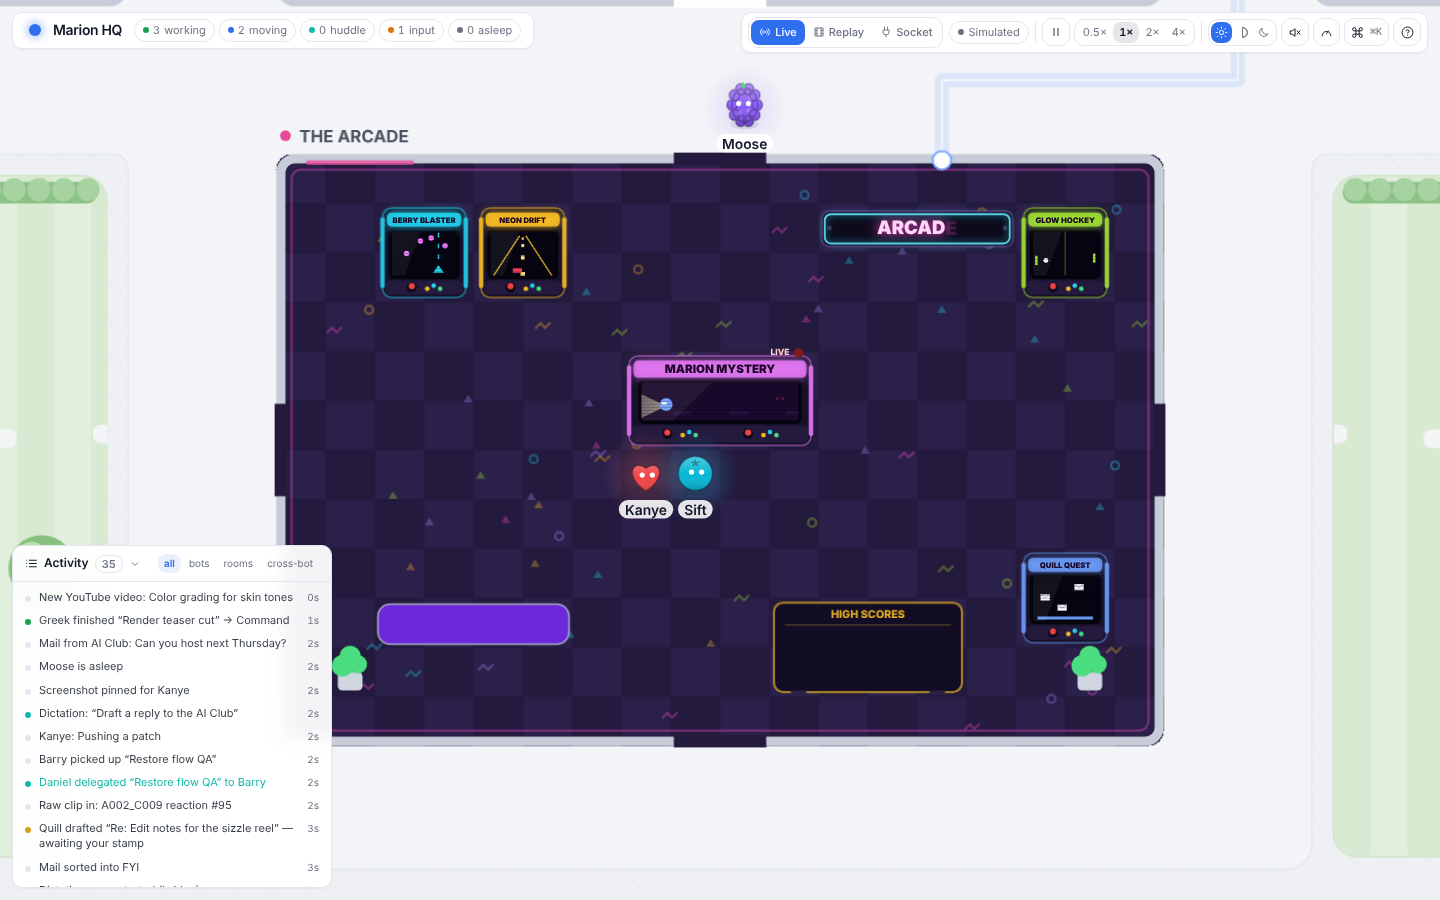 Marion HQ
3 working
2 moving
0 huddle
1 input
0 asleep
Live
Replay
Socket
Simulated
0.5×
1×
2×
4×
⌘K
Moose
THE ARCADE
BERRY BLASTER
NEON DRIFT
ARCADE
GLOW HOCKEY
LIVE
MARION MYSTERY
Kanye
Sift
QUILL QUEST
HIGH SCORES
Activity
35
all
bots
rooms
cross-bot
New YouTube video: Color grading for skin tones 0s
Greek finished “Render teaser cut” → Command 1s
Mail from AI Club: Can you host next Thursday? 2s
Moose is asleep 2s
Screenshot pinned for Kanye 2s
Dictation: “Draft a reply to the AI Club” 2s
Kanye: Pushing a patch 2s
Barry picked up “Restore flow QA” 2s
Daniel delegated “Restore flow QA” to Barry 2s
Raw clip in: A002_C009 reaction #95 2s
Quill drafted “Re: Edit notes for the sizzle reel” — 3s
awaiting your stamp
Mail sorted into FYI 3s